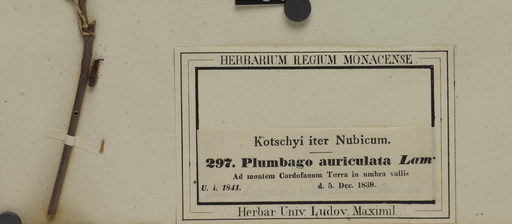 HERBARIUM REGIUM MONACENSE
Kotschyi iter Nubicum.
297. Plumbago auriculata Lam
Ad montem Cordofanum Turra in umbra vallis
U. i. 1841. d. 5. Dec. 1839.
Herbar. Univ. Ludov. Maximil